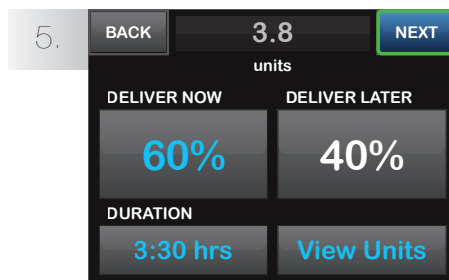 5.
BACK 3.8 NEXT
units
DELIVER NOW DELIVER LATER
60% 40%
DURATION
3:30 hrs View Units